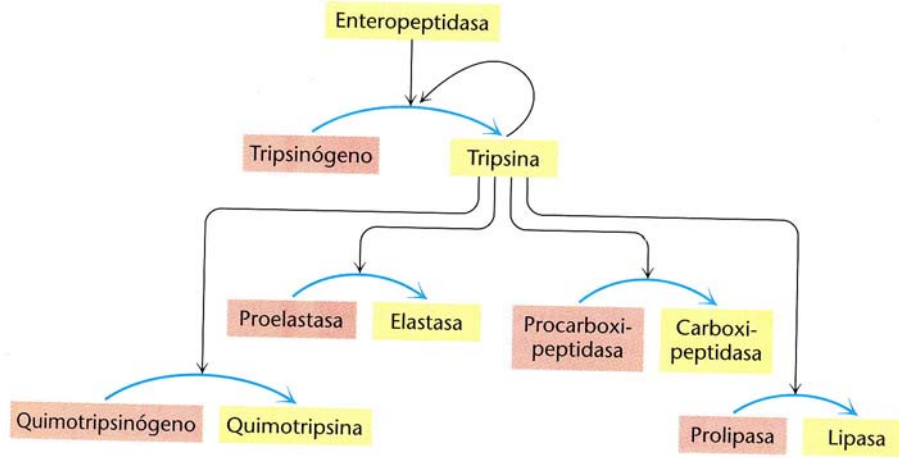 Enteropeptidasa
Tripsinógeno
Tripsina
Proelastasa
Elastasa
Procarboxi-
peptidasa
Carboxi-
peptidasa
Quimotripsinógeno
Quimotripsina
Prolipasa
Lipasa